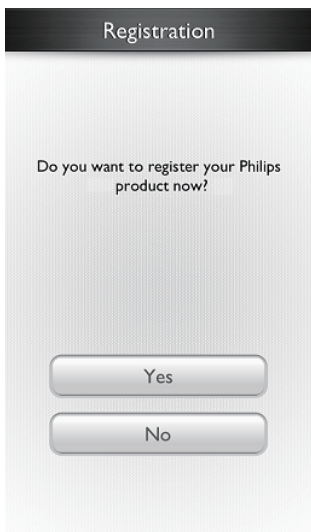 Registration
Do you want to register your Philips
product now?
Yes
No